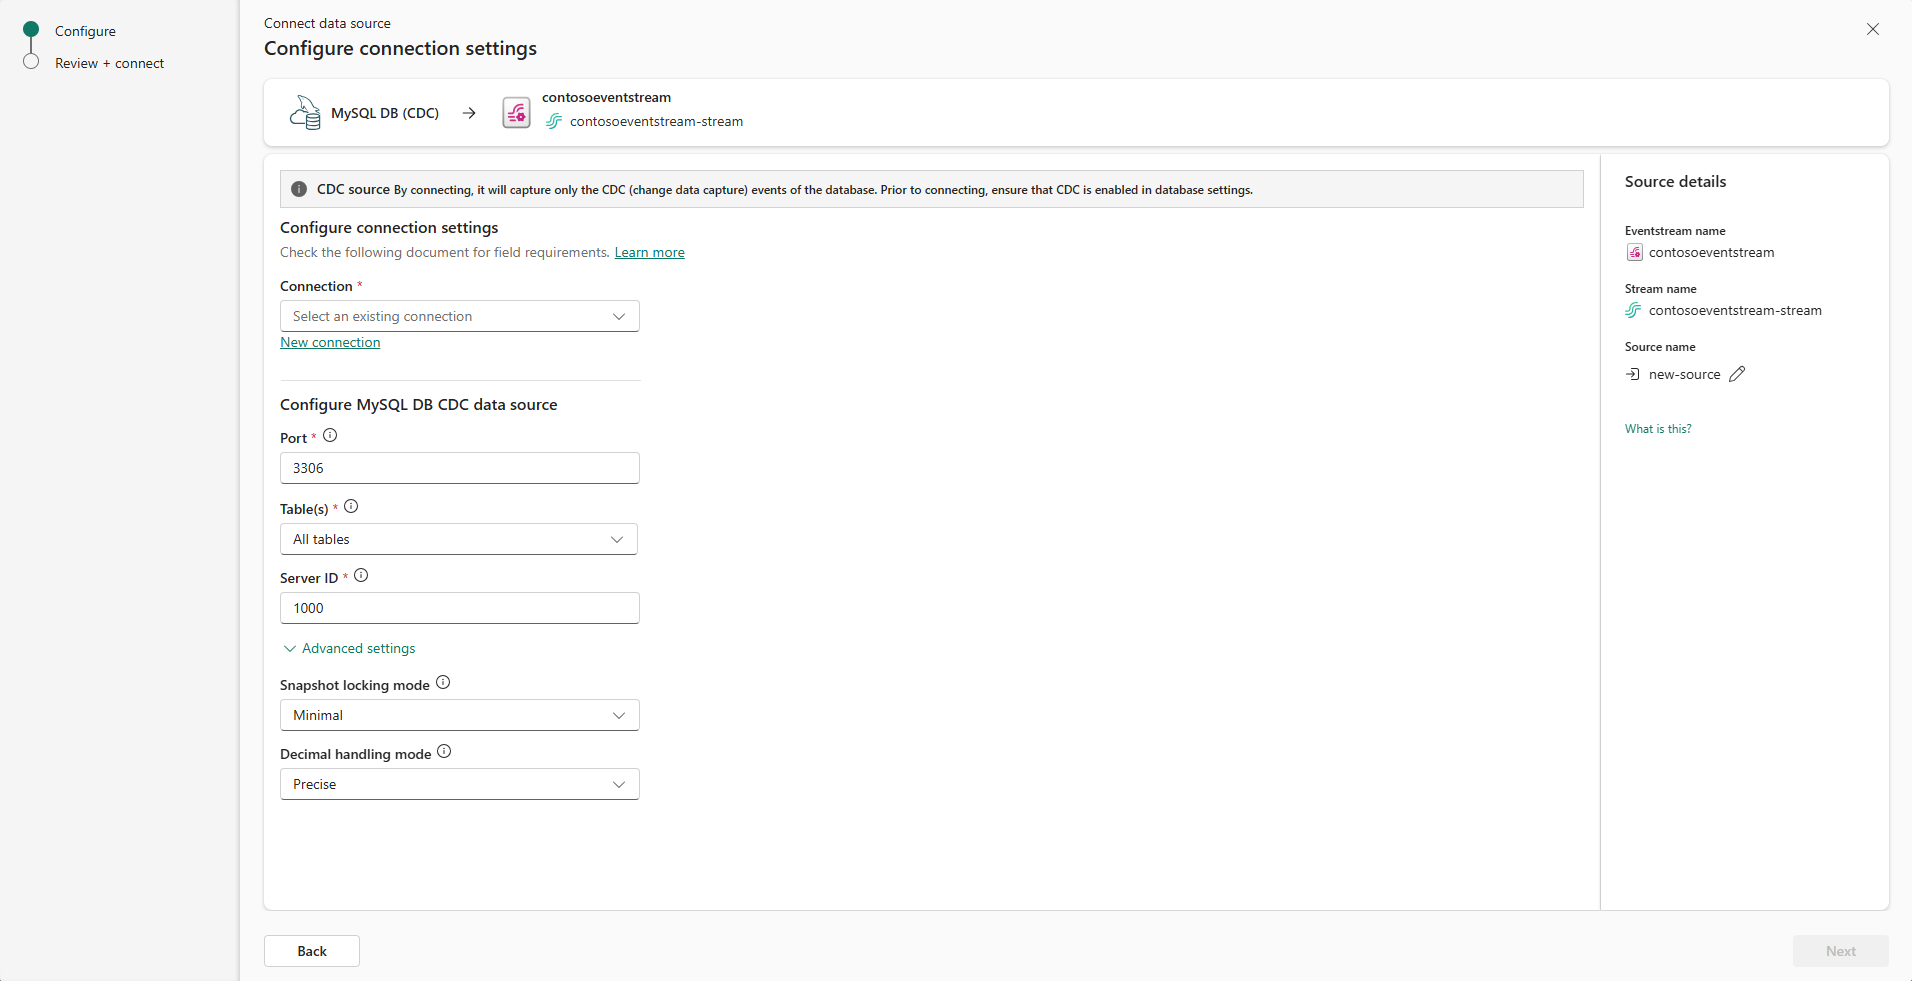 Configure
Review + connect
Connect data source
Configure connection settings
MySQL DB (CDC)
contosoeventstream
contosoeventstream-stream
CDC source By connecting, it will capture only the CDC (change data capture) events of the database. Prior to connecting, ensure that CDC is enabled in database settings.
Configure connection settings
Check the following document for field requirements. Learn more
Connection *
Select an existing connection
New connection
Configure MySQL DB CDC data source
Port *
3306
Table(s) *
All tables
Server ID *
1000
Advanced settings
Snapshot locking mode
Minimal
Decimal handling mode
Precise
Source details
Eventstream name
contosoeventstream
Stream name
contosoeventstream-stream
Source name
new-source
What is this?
Back
Next